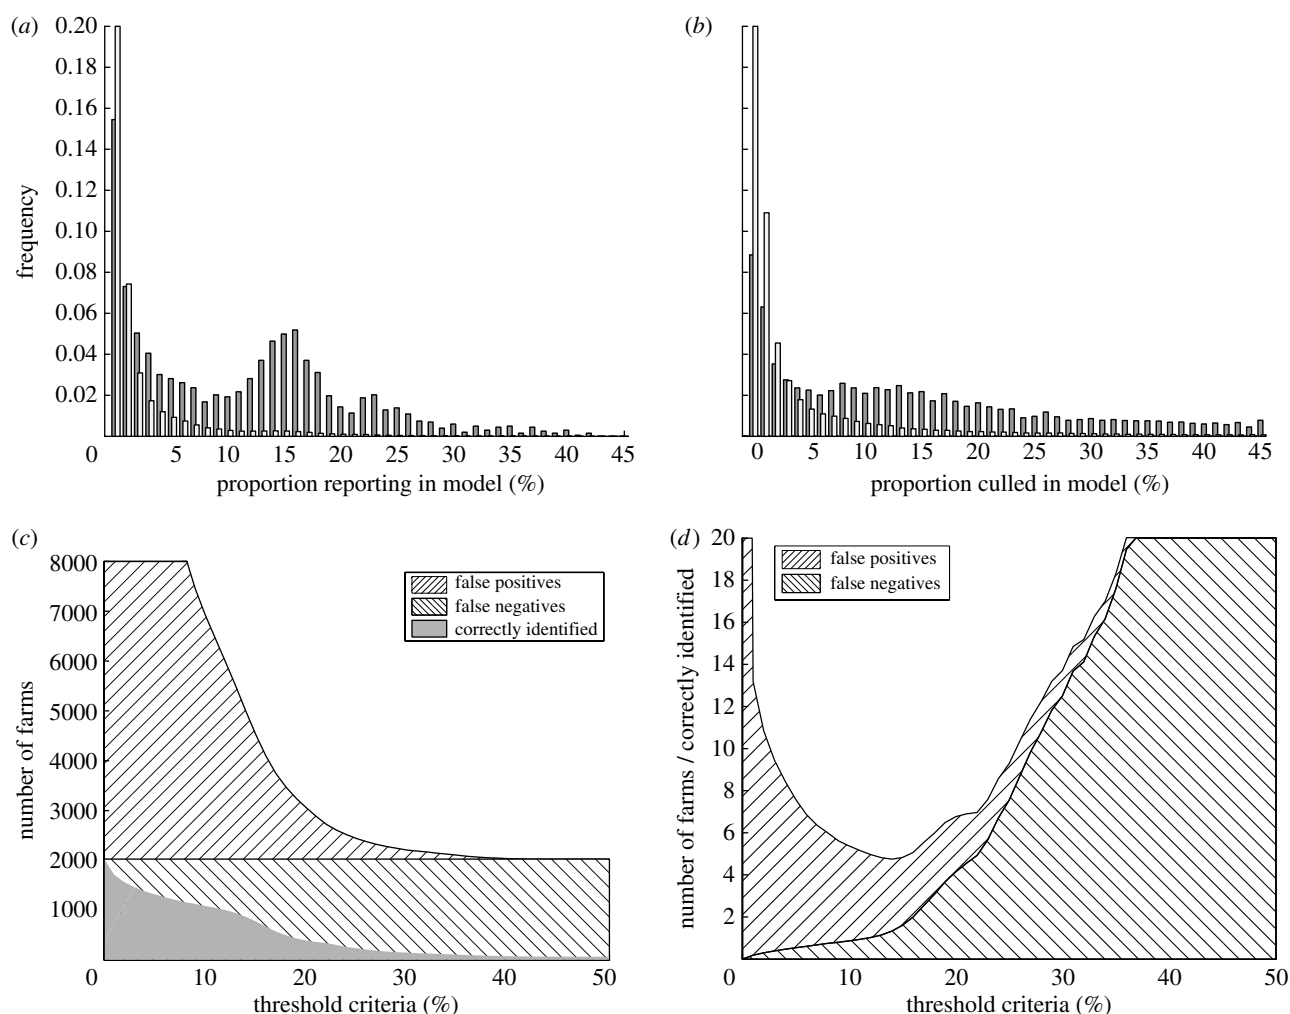 (a)
0.20
0.18
0.16
0.14
0.12
0.10
0.08
0.06
0.04
0.02
frequency
0 5 10 15 20 25 30 35 40 45
proportion reporting in model (%)
(b)
0 5 10 15 20 25 30 35 40 45
proportion culled in model (%)
(c)
8000
7000
6000
5000
4000
3000
2000
1000
number of farms
false positives
false negatives
correctly identified
0 10 20 30 40 50
threshold criteria (%)
(d)
20
18
16
14
12
10
8
6
4
2
number of farms / correctly identified
false positives
false negatives
0 10 20 30 40 50
threshold criteria (%)